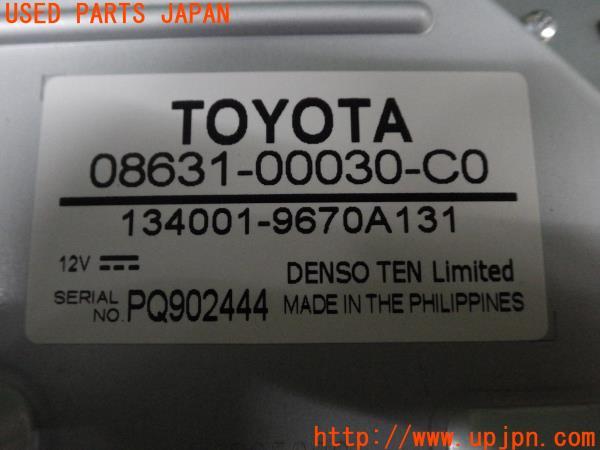 USED PARTS JAPAN
TOYOTA
08631-00030-C0
134001-9670A131
12V
DENSO TEN Limited
SERIAL NO. PQ902444
MADE IN THE PHILIPPINES
http://www.upjpn.com